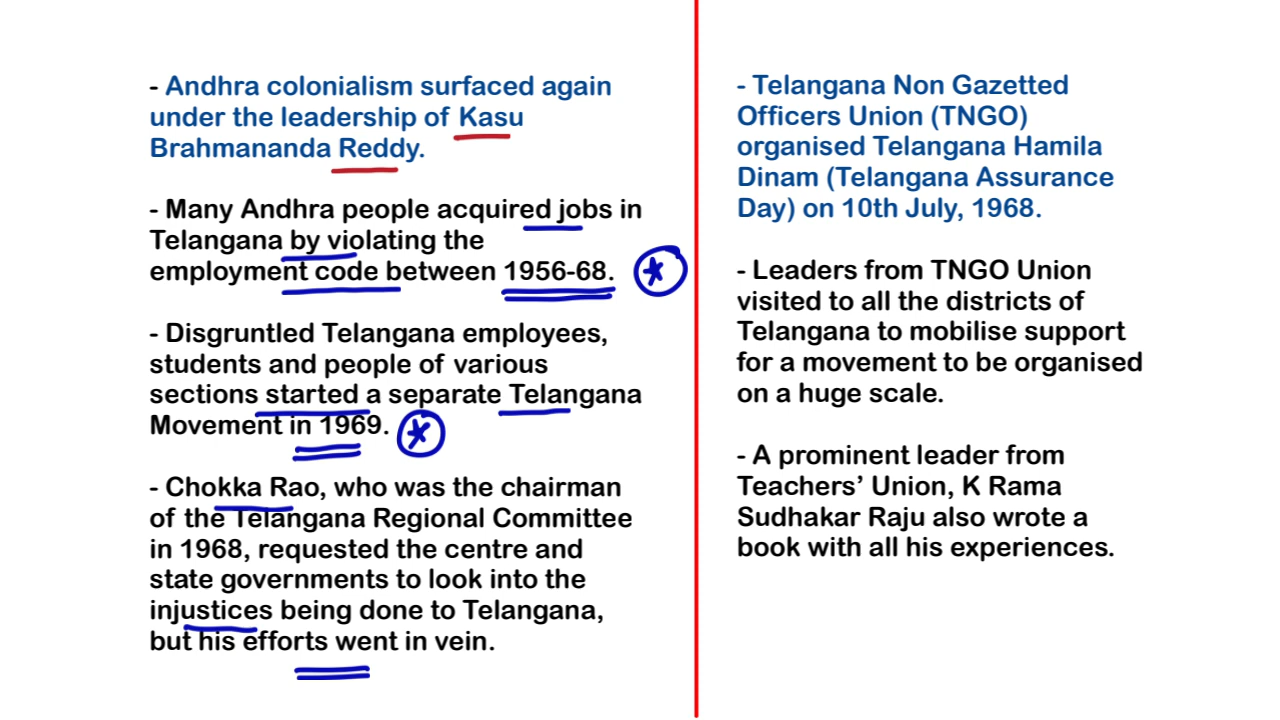 - Andhra colonialism surfaced again
under the leadership of Kasu
Brahmananda Reddy.
- Many Andhra people acquired jobs in
Telangana by violating the
employment code between 1956-68.
- Disgruntled Telangana employees,
students and people of various
sections started a separate Telangana
Movement in 1969.
- Chokka Rao, who was the chairman
of the Telangana Regional Committee
in 1968, requested the centre and
state governments to look into the
injustices being done to Telangana,
but his efforts went in vein.
- Telangana Non Gazetted
Officers Union (TNGO)
organised Telangana Hamila
Dinam (Telangana Assurance
Day) on 10th July, 1968.
- Leaders from TNGO Union
visited to all the districts of
Telangana to mobilise support
for a movement to be organised
on a huge scale.
- A prominent leader from
Teachers’ Union, K Rama
Sudhakar Raju also wrote a
book with all his experiences.